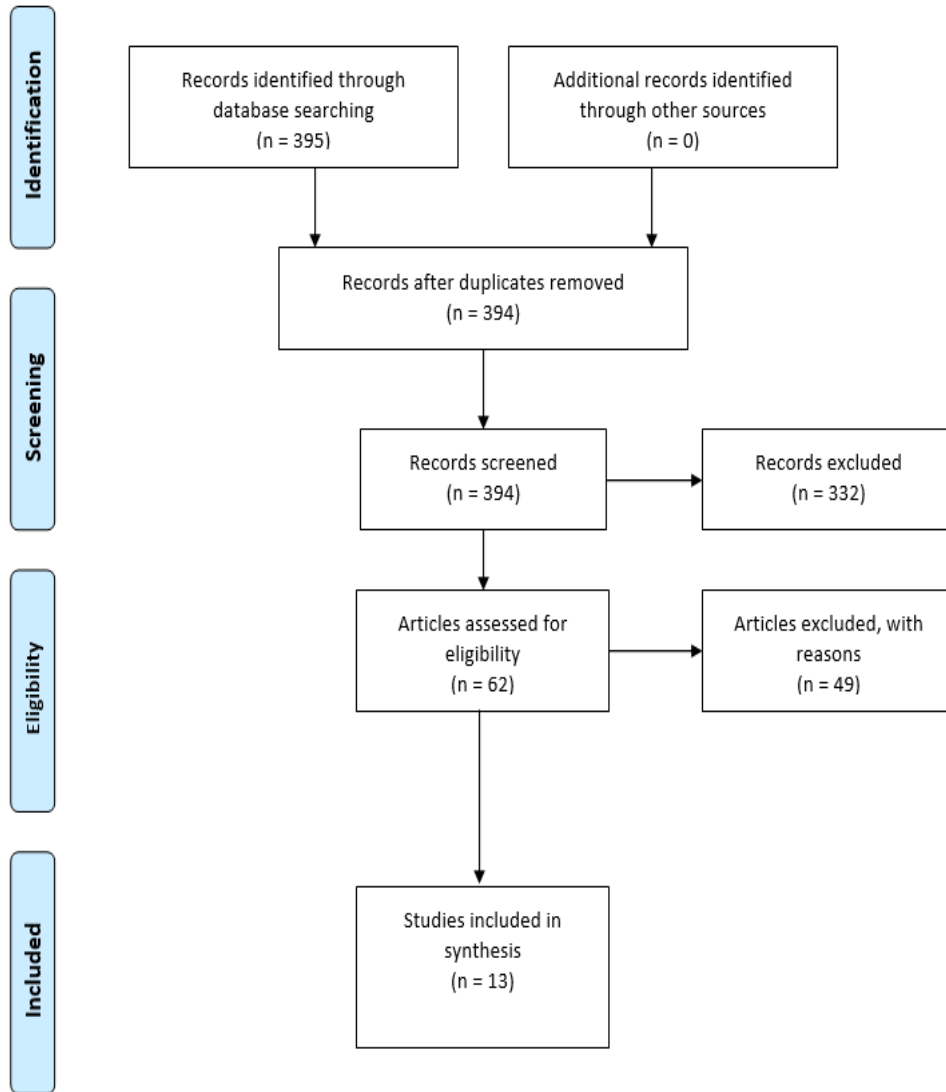 Identification
Records identified through
database searching
(n = 395)
Additional records identified
through other sources
(n = 0)
Records after duplicates removed
(n = 394)
Screening
Records screened
(n = 394)
Records excluded
(n = 332)
Eligibility
Articles assessed for
eligibility
(n = 62)
Articles excluded, with
reasons
(n = 49)
Included
Studies included in
synthesis
(n = 13)